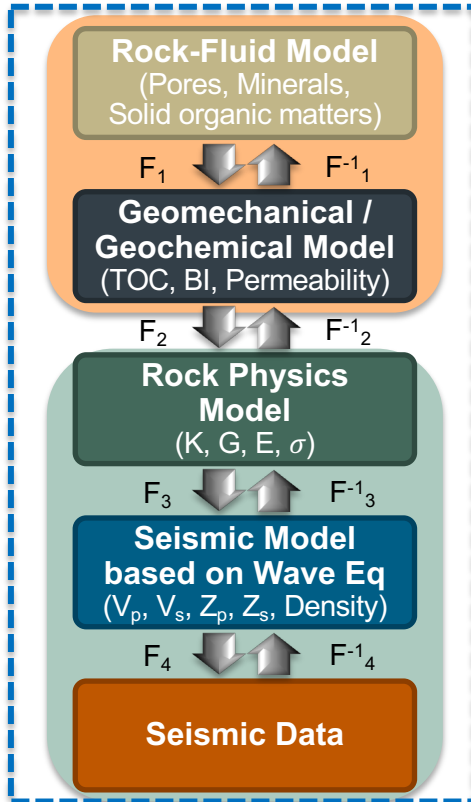 Rock-Fluid Model
(Pores, Minerals,
Solid organic matters)
F₁ F⁻¹₁
Geomechanical /
Geochemical Model
(TOC, BI, Permeability)
F₂ F⁻¹₂
Rock Physics
Model
(K, G, E, σ)
F₃ F⁻¹₃
Seismic Model
based on Wave Eq
(Vₚ, Vₛ, Zₚ, Zₛ, Density)
F₄ F⁻¹₄
Seismic Data